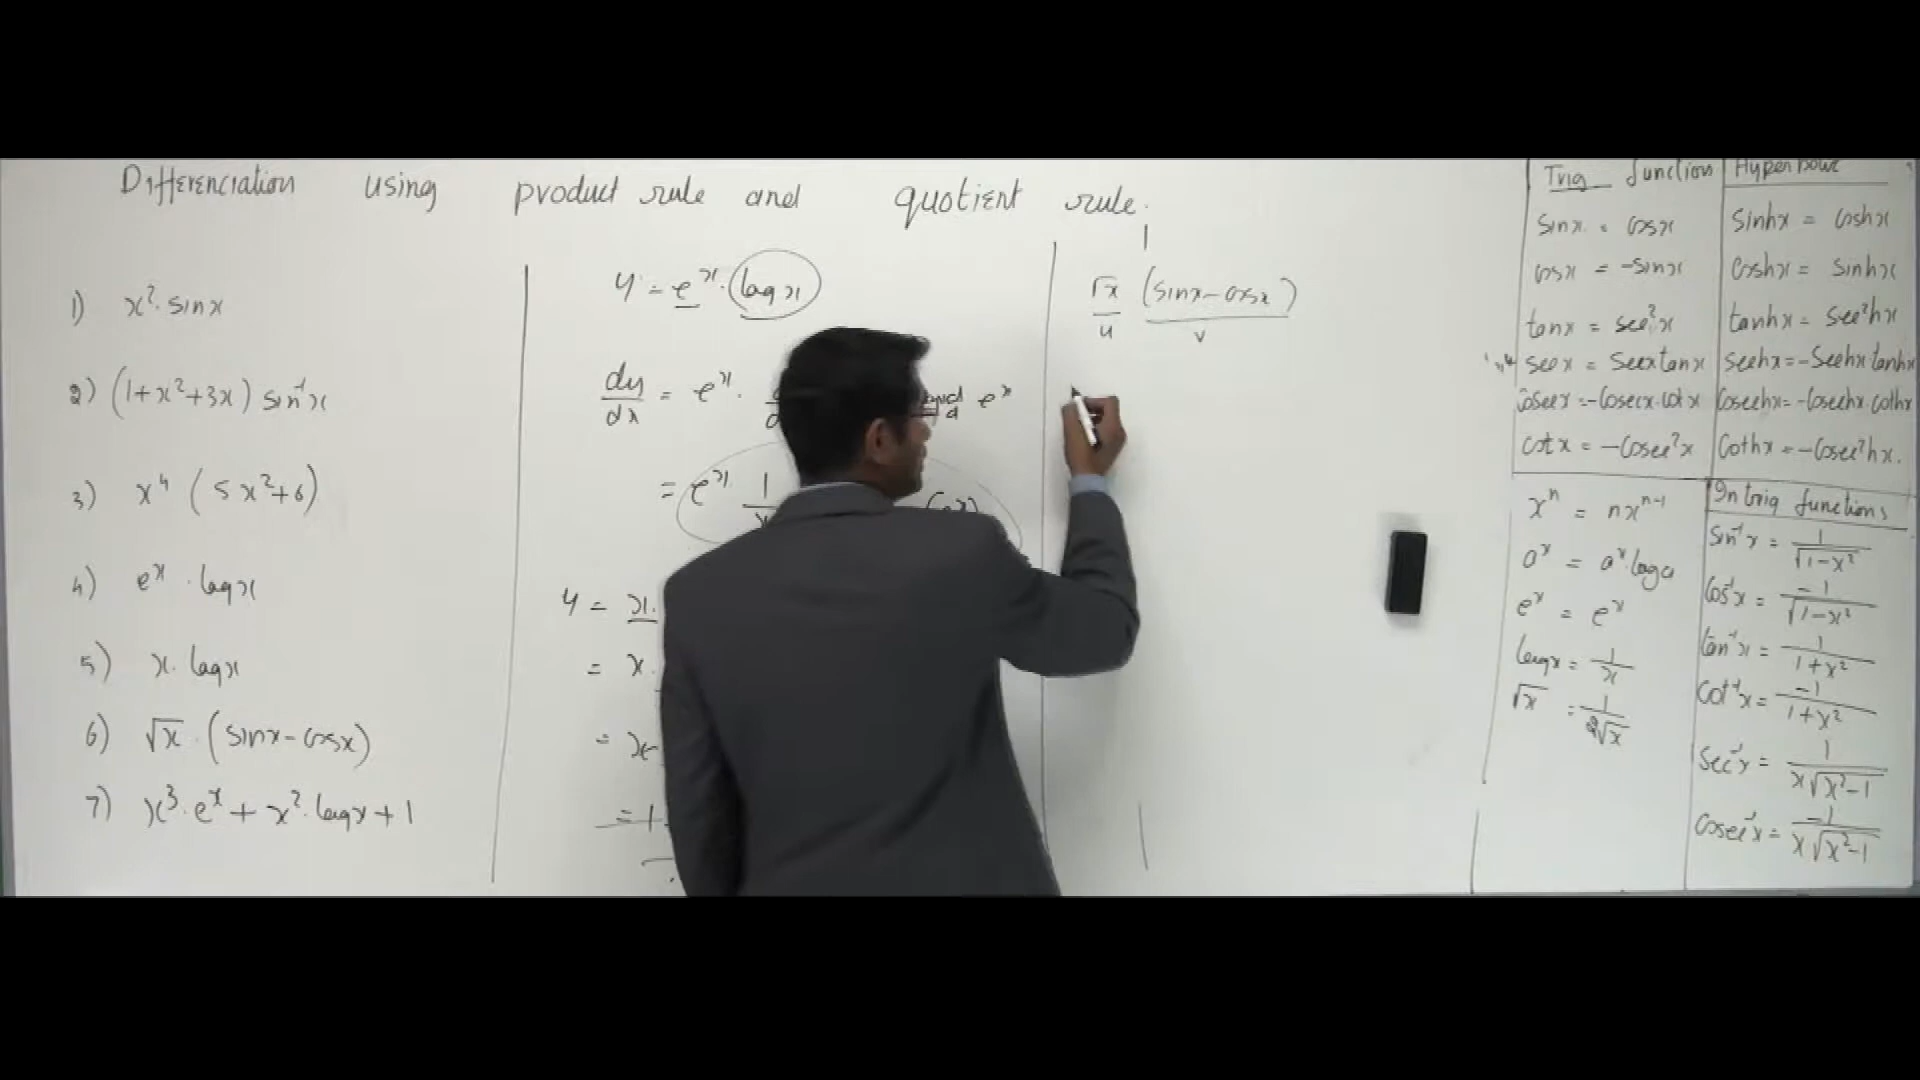 Differenciation using product rule and quotient rule.
1) x². sinx
2) (1+x²+3x) sin⁻¹x
3) x⁴ (5x²+6)
4) eˣ . logx
5) x. logx
6) √x . (sinx-cosx)
7) x³. eˣ + x². logx + 1
y = eˣ. logx
dy/dx = eˣ. eˣ
= eˣ. 1/x
y = x.
= x.
= x
= 1
√x (sinx-cosx)
u v
Trig functions
sinx = cosx
cosx = -sinx
tanx = sec²x
secx = secxtanx
cosecx = -cosecx.cotx
cotx = -cosec²x
sinhx = coshx
coshx = sinhx
tanhx = sec²hx
sechx = -sechx.tanhx
cosechx = -cosechx.cothx
cothx = -cosec²hx.
xⁿ = nxⁿ⁻¹
aˣ = aˣ.loga
eˣ = eˣ
logx = 1/x
√x = 1/2√x
In trig functions
sin⁻¹x = 1/√1-x²
cos⁻¹x = -1/√1-x²
tan⁻¹x = 1/1+x²
cot⁻¹x = -1/1+x²
sec⁻¹x = 1/x√x²-1
cosec⁻¹x = -1/x√x²-1